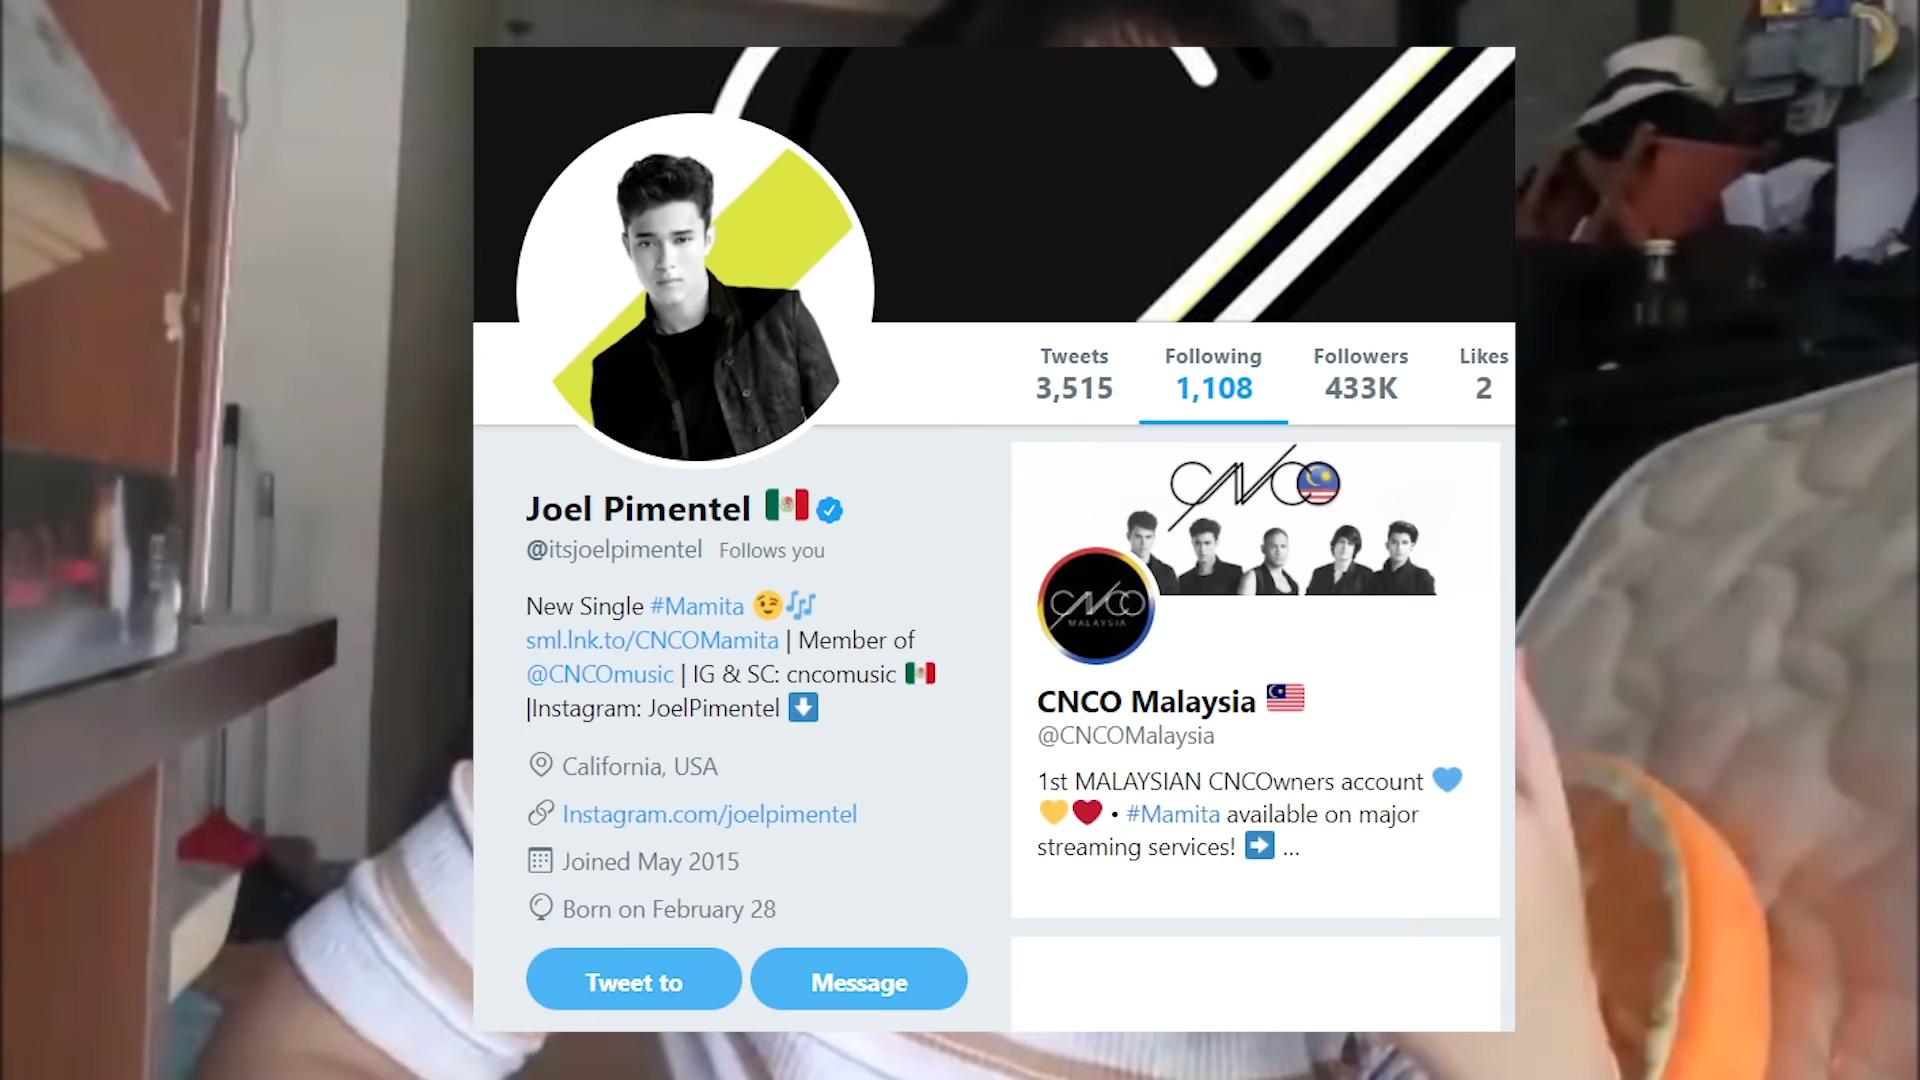 Tweets Following Followers Likes
3,515 1,108 433K 2
Joel Pimentel 🇲🇽
@itsjoelpimentel Follows you
New Single #Mamita 😉🎶
sml.lnk.to/CNCOMamita | Member of
@CNCOmusic | IG & SC: cncomusic 🇲🇽
|Instagram: JoelPimentel ⬇️
California, USA
Instagram.com/joelpimentel
Joined May 2015
Born on February 28
Tweet to Message
CNCO
CNCO
MALAYSIA
CNCO Malaysia 🇲🇾
@CNCOMalaysia
1st MALAYSIAN CNCOwners account 💙
💛❤️ • #Mamita available on major
streaming services! ➡️ ...